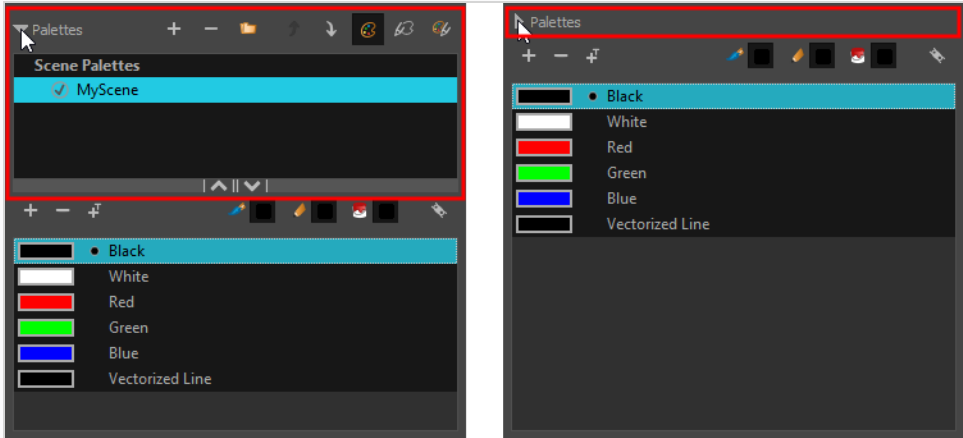 Palettes
Scene Palettes
MyScene
Black
White
Red
Green
Blue
Vectorized Line
Palettes
Black
White
Red
Green
Blue
Vectorized Line